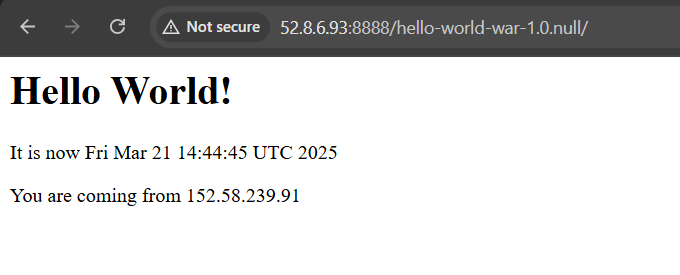 Not secure 52.8.6.93:8888/hello-world-war-1.0.null/
Hello World!
It is now Fri Mar 21 14:44:45 UTC 2025
You are coming from 152.58.239.91